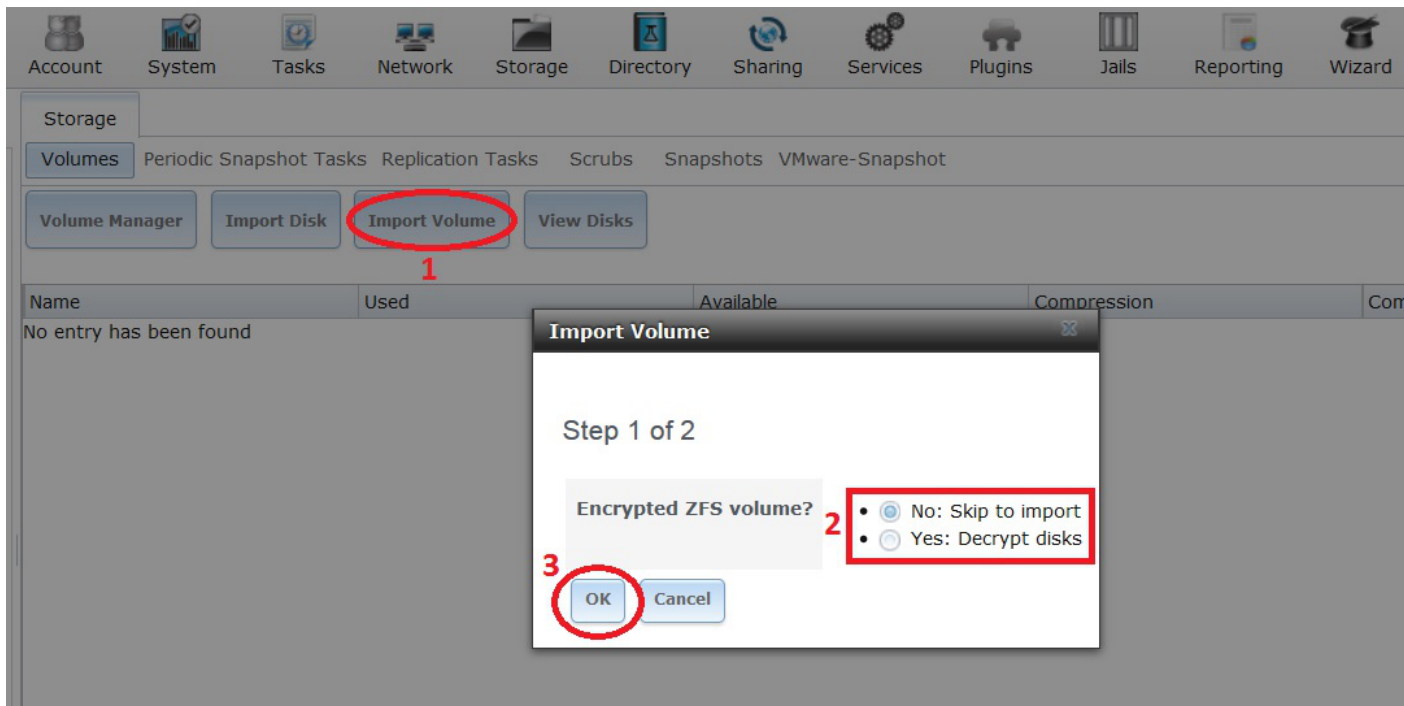 Account System Tasks Network Storage Directory Sharing Services Plugins Jails Reporting Wizard
Storage
Volumes Periodic Snapshot Tasks Replication Tasks Scrubs Snapshots VMware-Snapshot
Volume Manager Import Disk Import Volume View Disks
1
Name Used Available Compression Com
No entry has been found
Import Volume
Step 1 of 2
Encrypted ZFS volume?
2
• No: Skip to import
• Yes: Decrypt disks
3
OK Cancel